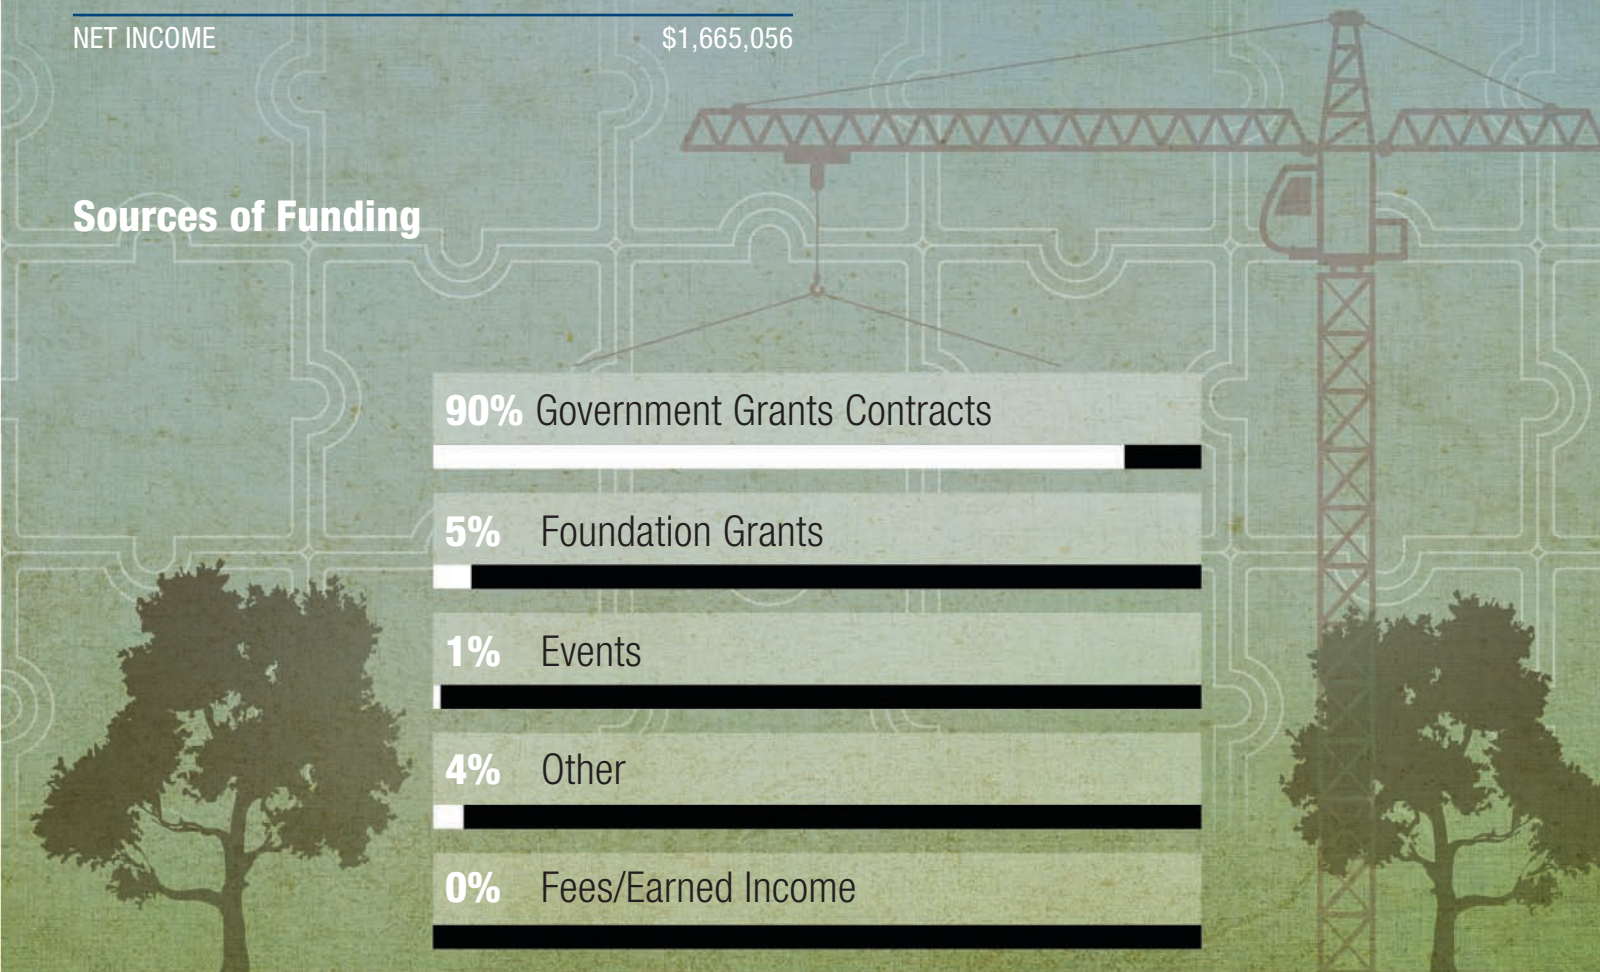 NET INCOME $1,665,056
Sources of Funding
90% Government Grants Contracts
5% Foundation Grants
1% Events
4% Other
0% Fees/Earned Income